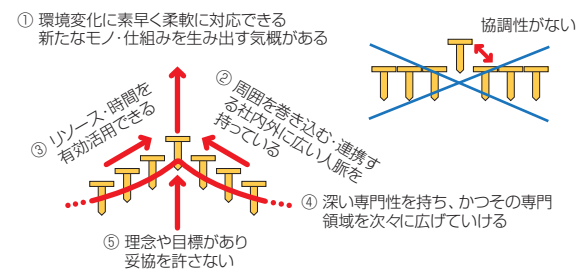 ① 環境変化に素早く柔軟に対応できる
新たなモノ・仕組みを生み出す気概がある
協調性がない
② 周囲を巻き込む・連携す
る社内外に広い人脈を
持っている
③ リソース・時間を
有効活用できる
④ 深い専門性を持ち、かつその専門
領域を次々に広げていける
⑤ 理念や目標があり
妥協を許さない